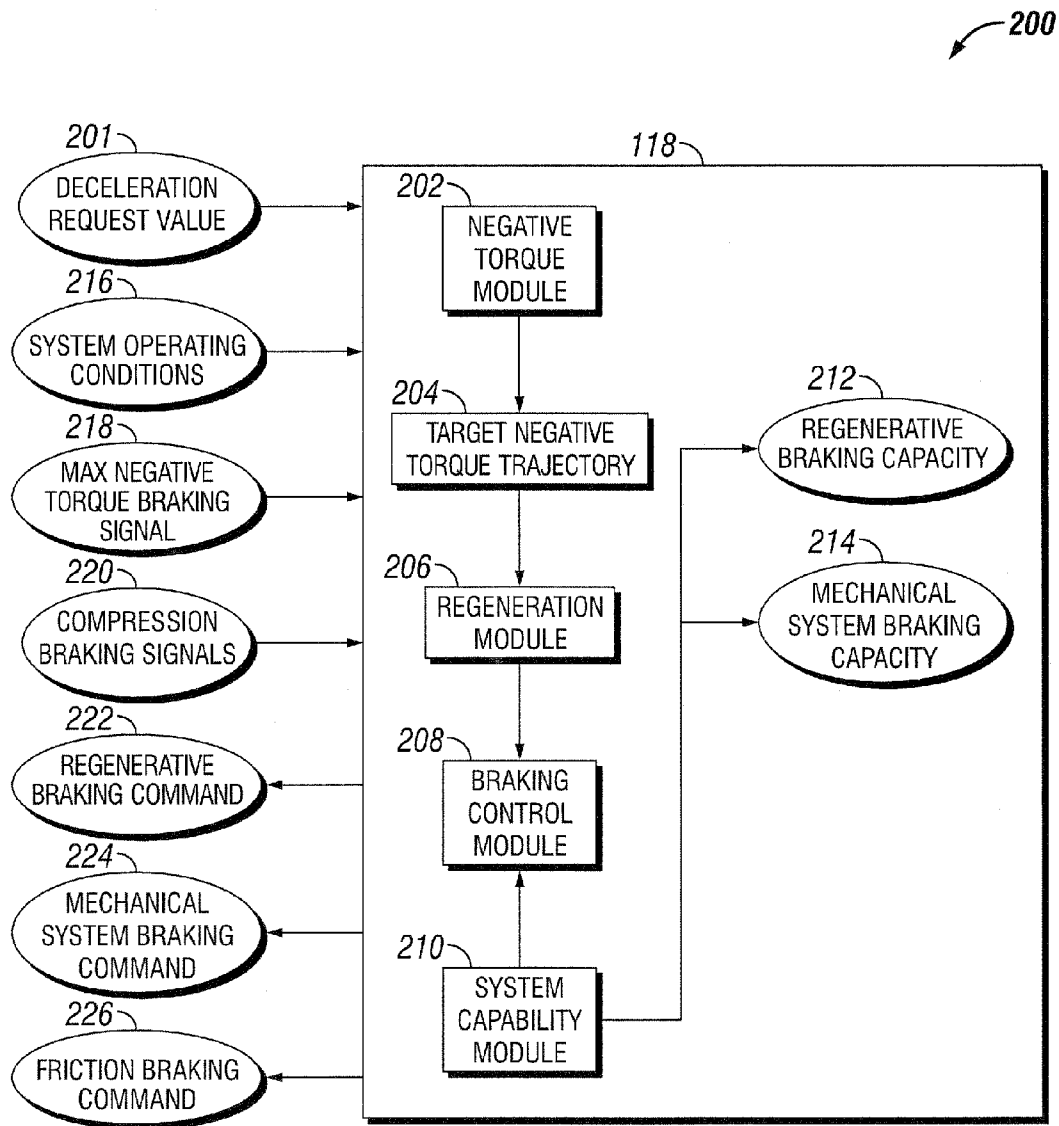 200
201
DECELERATION
REQUEST VALUE
216
SYSTEM OPERATING
CONDITIONS
218
MAX NEGATIVE
TORQUE BRAKING
SIGNAL
220
COMPRESSION
BRAKING SIGNALS
222
REGENERATIVE
BRAKING COMMAND
224
MECHANICAL
SYSTEM BRAKING
COMMAND
226
FRICTION BRAKING
COMMAND
118
202
NEGATIVE
TORQUE
MODULE
204
TARGET NEGATIVE
TORQUE TRAJECTORY
206
REGENERATION
MODULE
208
BRAKING
CONTROL
MODULE
210
SYSTEM
CAPABILITY
MODULE
212
REGENERATIVE
BRAKING CAPACITY
214
MECHANICAL
SYSTEM BRAKING
CAPACITY